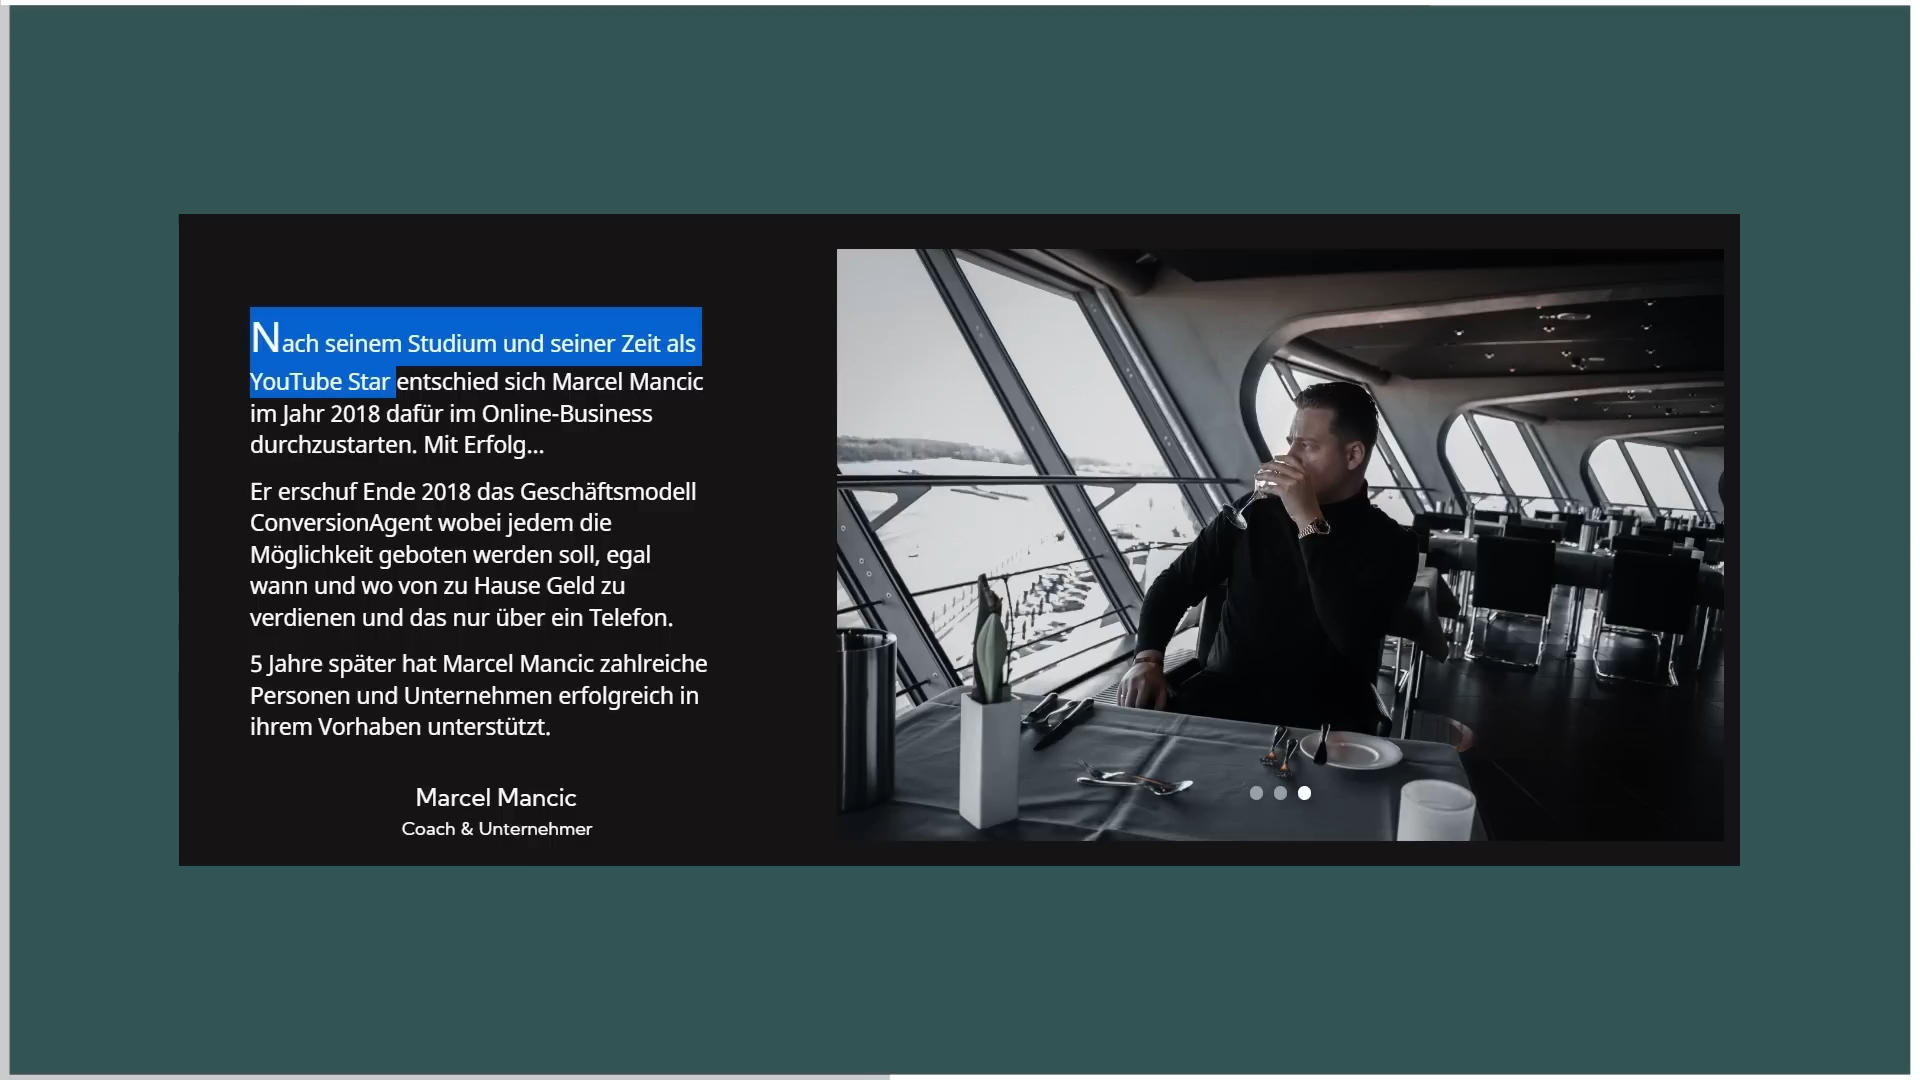 Nach seinem Studium und seiner Zeit als
YouTube Star entschied sich Marcel Mancic
im Jahr 2018 dafür im Online-Business
durchzustarten. Mit Erfolg...
Er erschuf Ende 2018 das Geschäftsmodell
ConversionAgent wobei jedem die
Möglichkeit geboten werden soll, egal
wann und wo von zu Hause Geld zu
verdienen und das nur über ein Telefon.
5 Jahre später hat Marcel Mancic zahlreiche
Personen und Unternehmen erfolgreich in
ihrem Vorhaben unterstützt.
Marcel Mancic
Coach & Unternehmer